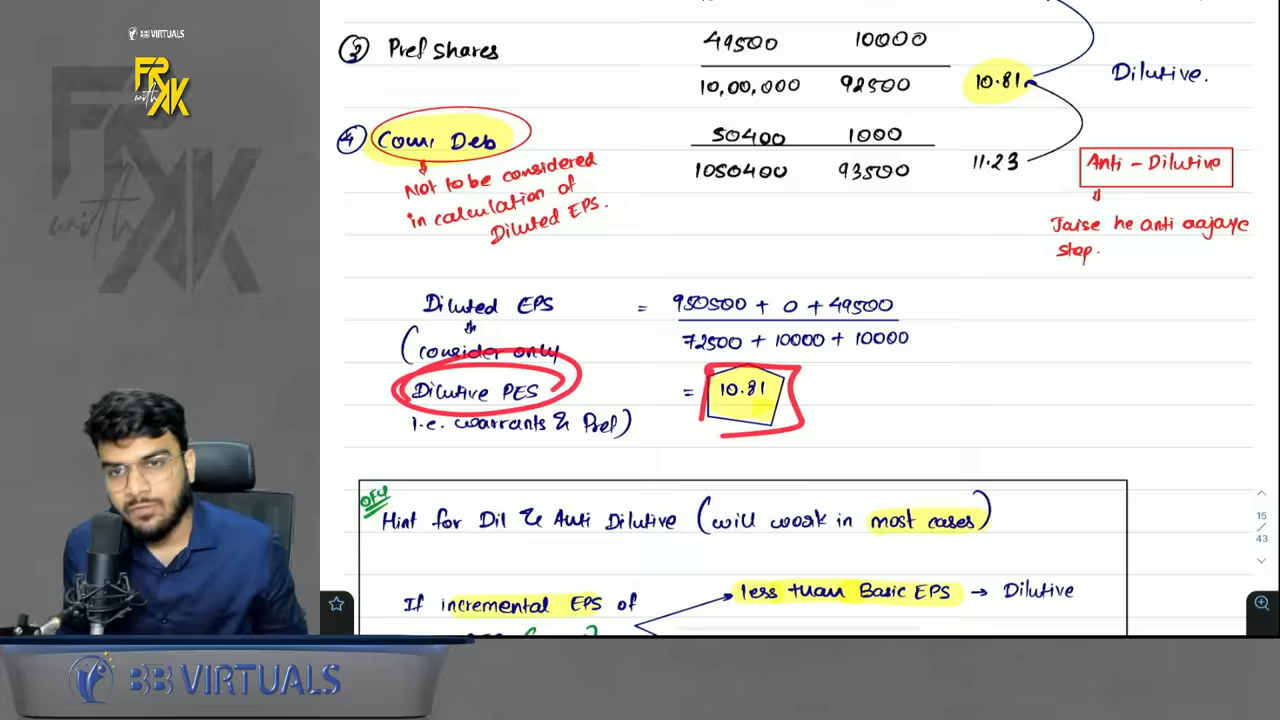 BB VIRTUALS
FR
with
AK
③ Pref Shares 49500 10000
10,00,000 92500 10.81 Dilutive.
④ Conv. Deb 50400 1000
1050400 93500 11.23 Anti - Dilutive
Not to be considered
in calculation of
Diluted EPS.
Jaise he anti aajaye
stop.
Diluted EPS = 950500 + 0 + 49500
72500 + 10000 + 10000
(consider only
Dilutive PES = 10.81
i.e. warrants & Pref)
Hint for Dil & Anti Dilutive (will work in most cases)
If incremental EPS of
less than Basic EPS → Dilutive
15
/
43
BB VIRTUALS